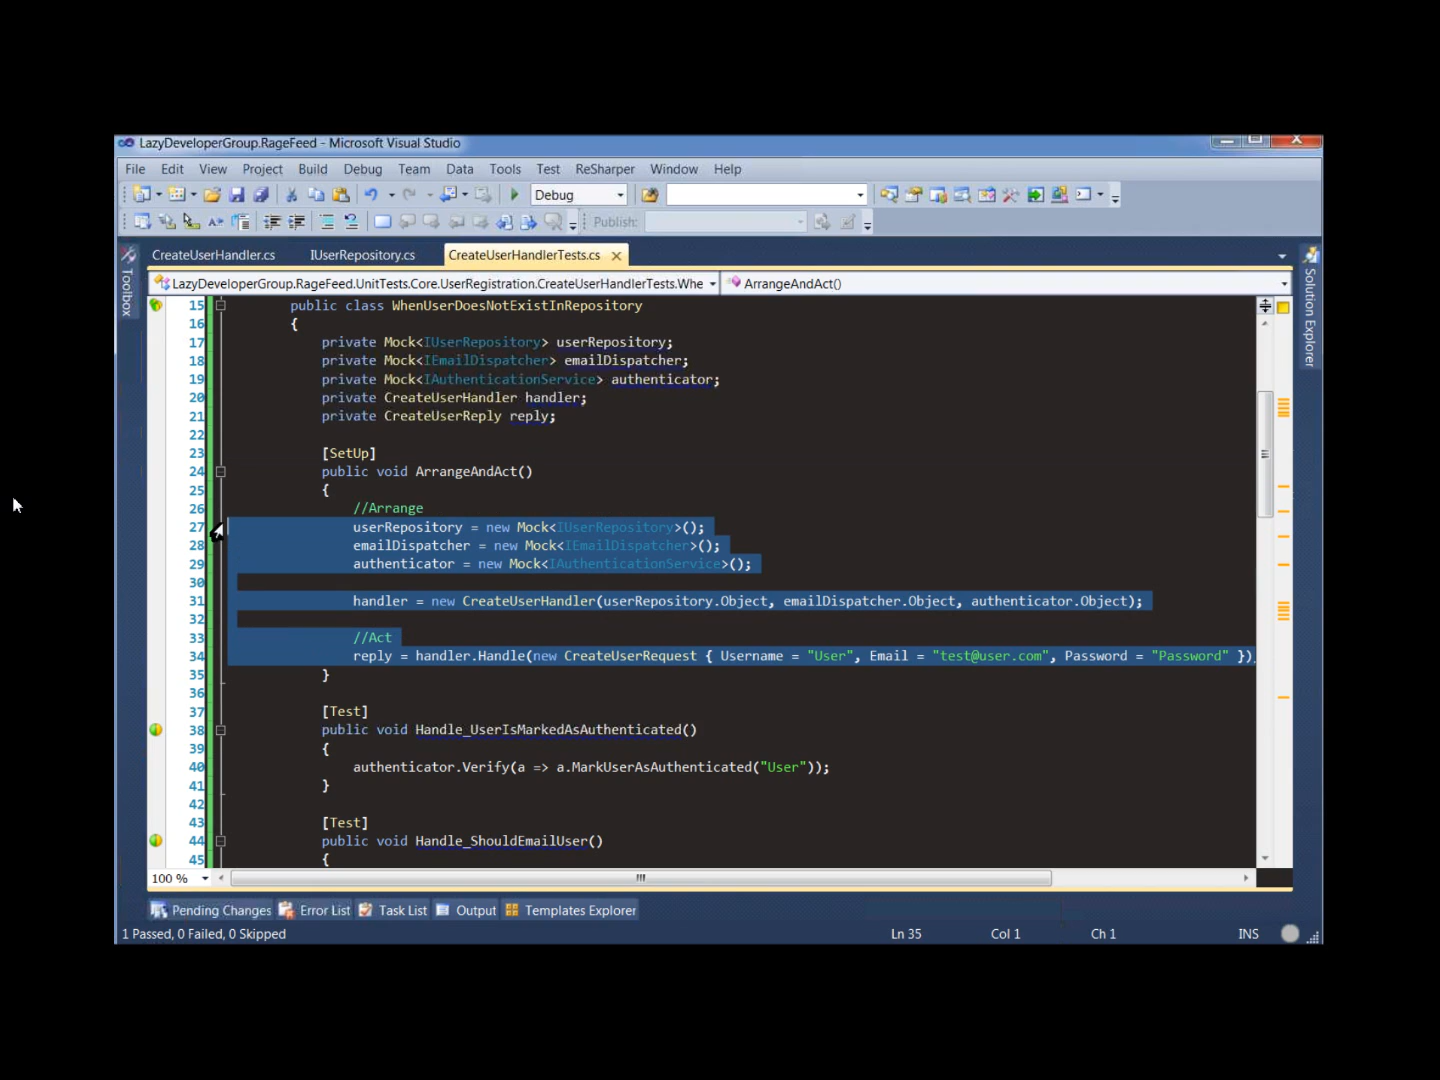 LazyDeveloperGroup.RageFeed - Microsoft Visual Studio
File Edit View Project Build Debug Team Data Tools Test ReSharper Window Help
Debug
Publish:
CreateUserHandler.cs IUserRepository.cs CreateUserHandlerTests.cs
Toolbox
Solution Explorer
LazyDeveloperGroup.RageFeed.UnitTests.Core.UserRegistration.CreateUserHandlerTests.Whe ArrangeAndAct()
15 public class WhenUserDoesNotExistInRepository
16 {
17 private Mock<IUserRepository> userRepository;
18 private Mock<IEmailDispatcher> emailDispatcher;
19 private Mock<IAuthenticationService> authenticator;
20 private CreateUserHandler handler;
21 private CreateUserReply reply;
22
23 [SetUp]
24 public void ArrangeAndAct()
25 {
26 //Arrange
27 userRepository = new Mock<IUserRepository>();
28 emailDispatcher = new Mock<IEmailDispatcher>();
29 authenticator = new Mock<IAuthenticationService>();
30
31 handler = new CreateUserHandler(userRepository.Object, emailDispatcher.Object, authenticator.Object);
32
33 //Act
34 reply = handler.Handle(new CreateUserRequest { Username = "User", Email = "test@user.com", Password = "Password" })
35 }
36
37 [Test]
38 public void Handle_UserIsMarkedAsAuthenticated()
39 {
40 authenticator.Verify(a => a.MarkUserAsAuthenticated("User"));
41 }
42
43 [Test]
44 public void Handle_ShouldEmailUser()
45 {
100 %
Pending Changes Error List Task List Output Templates Explorer
1 Passed, 0 Failed, 0 Skipped Ln 35 Col 1 Ch 1 INS